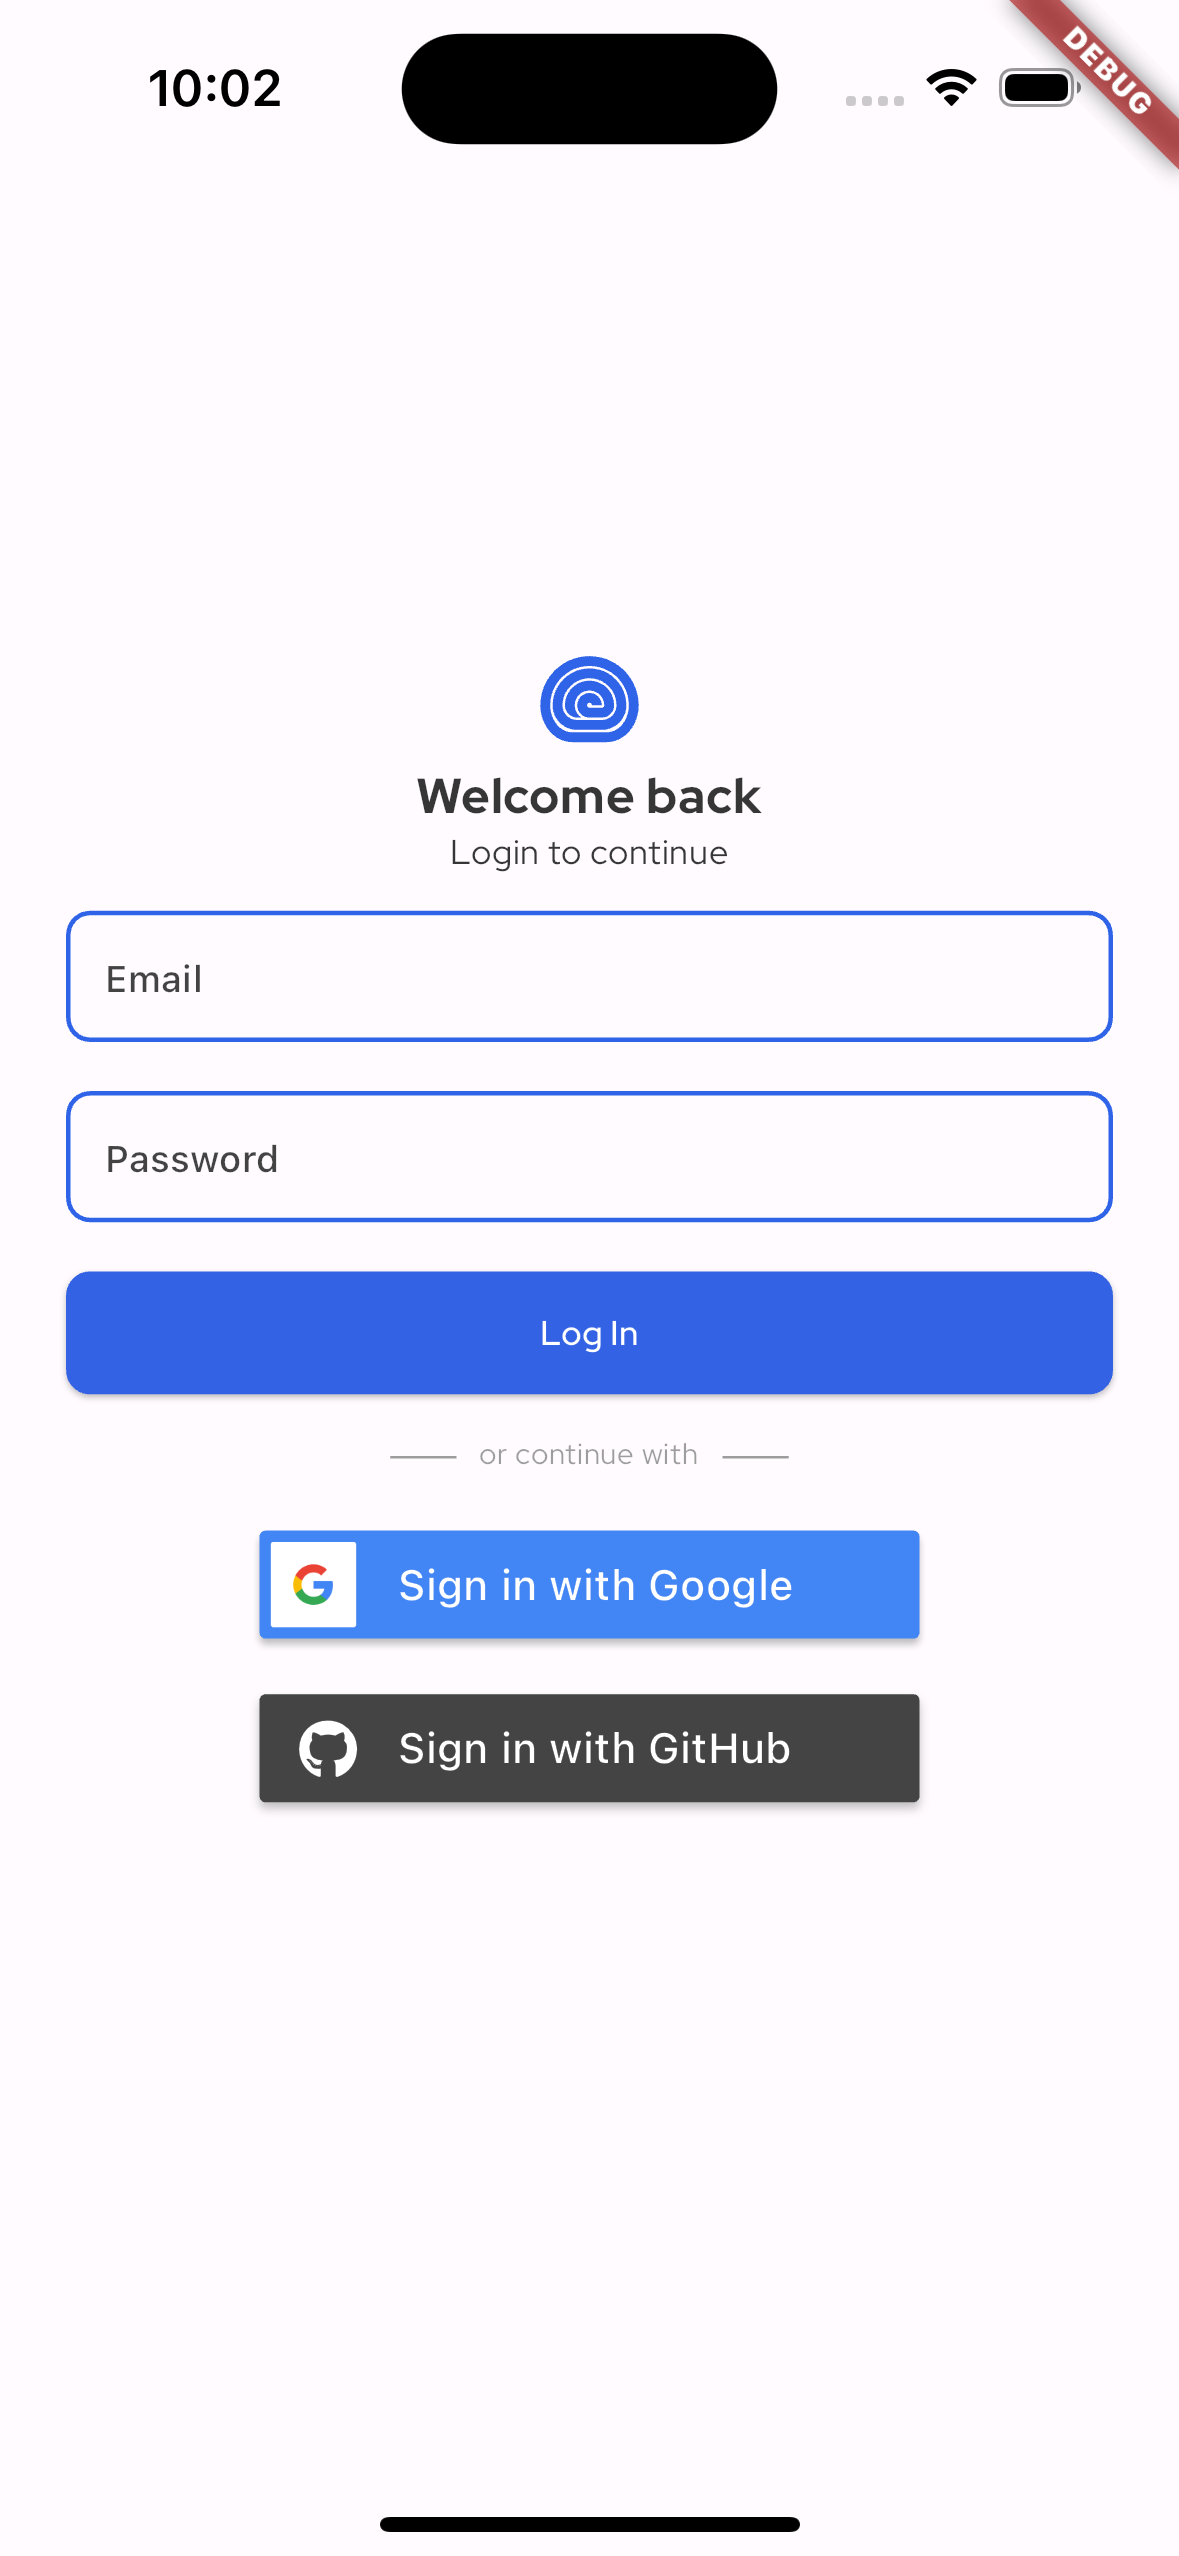 10:02
DEBUG
Welcome back
Login to continue
Email
Password
Log In
or continue with
Sign in with Google
Sign in with GitHub